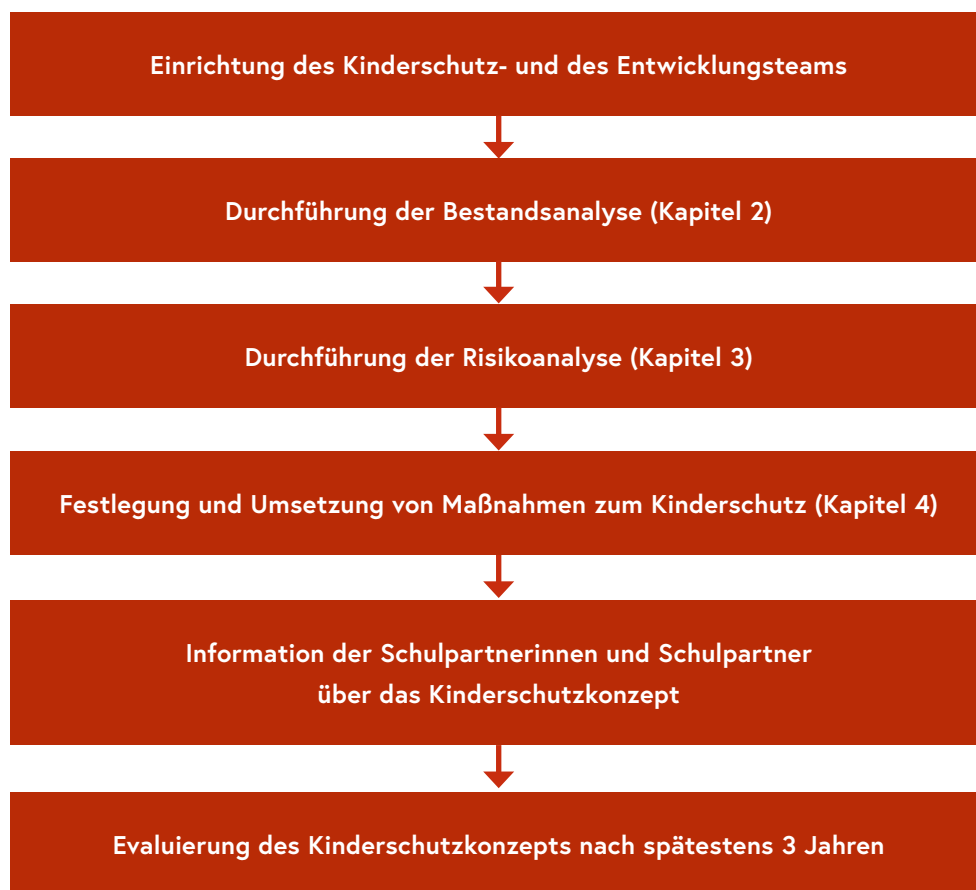 Einrichtung des Kinderschutz- und des Entwicklungsteams
Durchführung der Bestandsanalyse (Kapitel 2)
Durchführung der Risikoanalyse (Kapitel 3)
Festlegung und Umsetzung von Maßnahmen zum Kinderschutz (Kapitel 4)
Information der Schulpartnerinnen und Schulpartner
über das Kinderschutzkonzept
Evaluierung des Kinderschutzkonzepts nach spätestens 3 Jahren